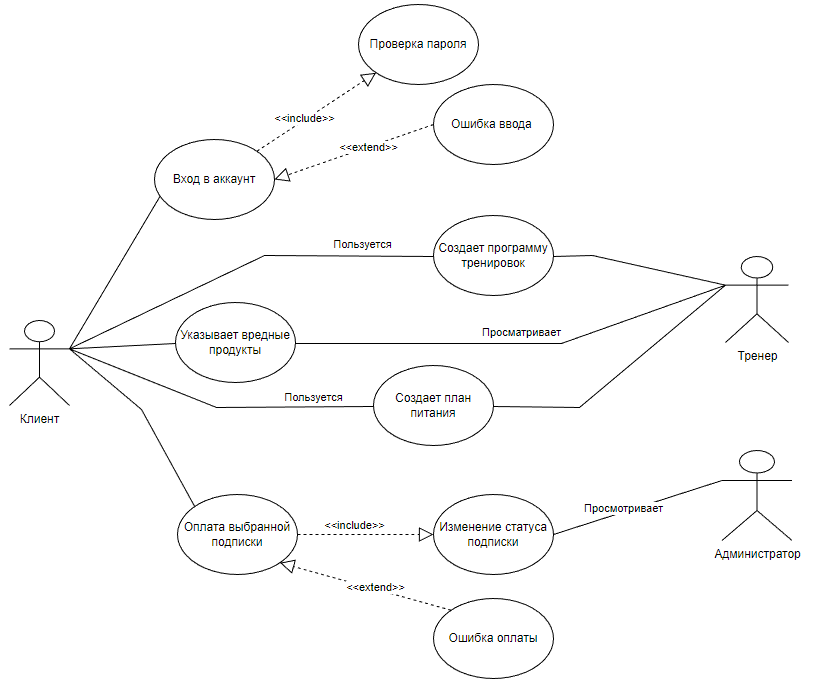 Проверка пароля
<<include>>
Ошибка ввода
<<extend>>
Вход в аккаунт
Пользуется
Создает программу
тренировок
Указывает вредные
продукты
Просматривает
Тренер
Клиент
Пользуется
Создает план
питания
Оплата выбранной
подписки
<<include>>
Изменение статуса
подписки
Просмотривает
Администратор
<<extend>>
Ошибка оплаты